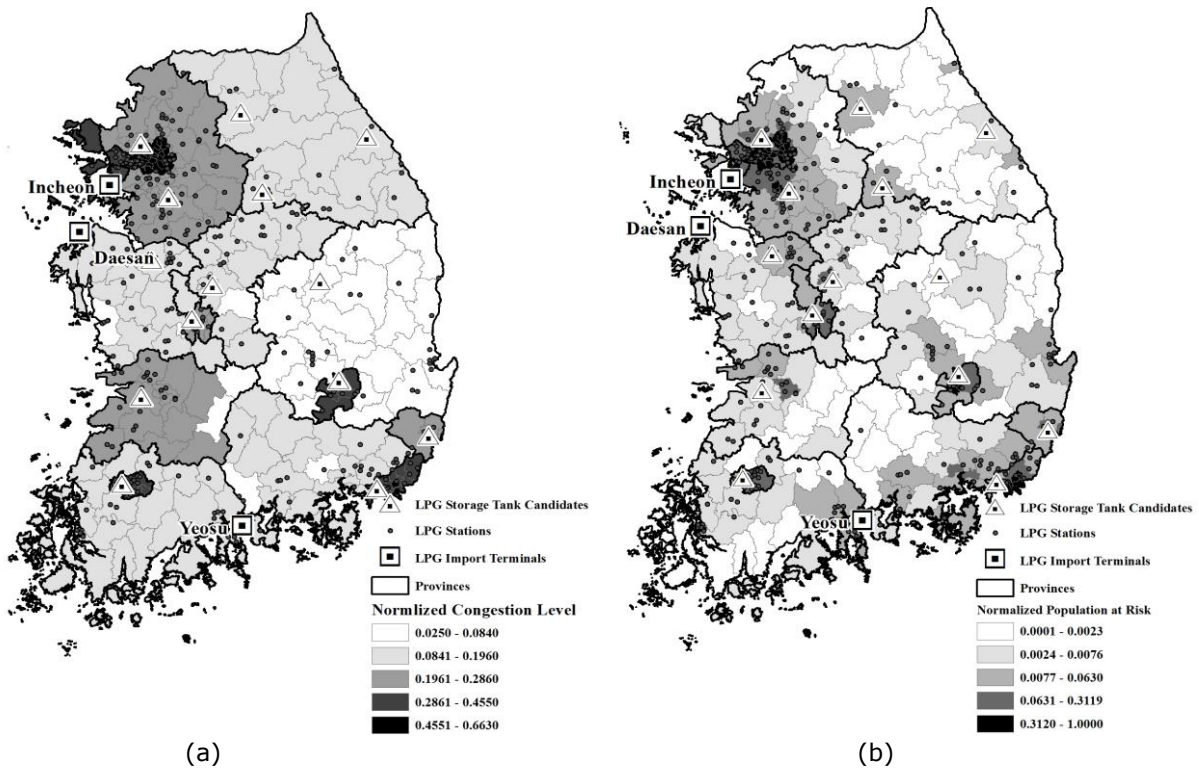 Incheon
Daesan
Yeosu
LPG Storage Tank Candidates
LPG Stations
LPG Import Terminals
Provinces
Normlized Congestion Level
0.0250 - 0.0840
0.0841 - 0.1960
0.1961 - 0.2860
0.2861 - 0.4550
0.4551 - 0.6630
(a)
Incheon
Daesan
Yeosu
LPG Storage Tank Candidates
LPG Stations
LPG Import Terminals
Provinces
Normalized Population at Risk
0.0001 - 0.0023
0.0024 - 0.0076
0.0077 - 0.0630
0.0631 - 0.3119
0.3120 - 1.0000
(b)